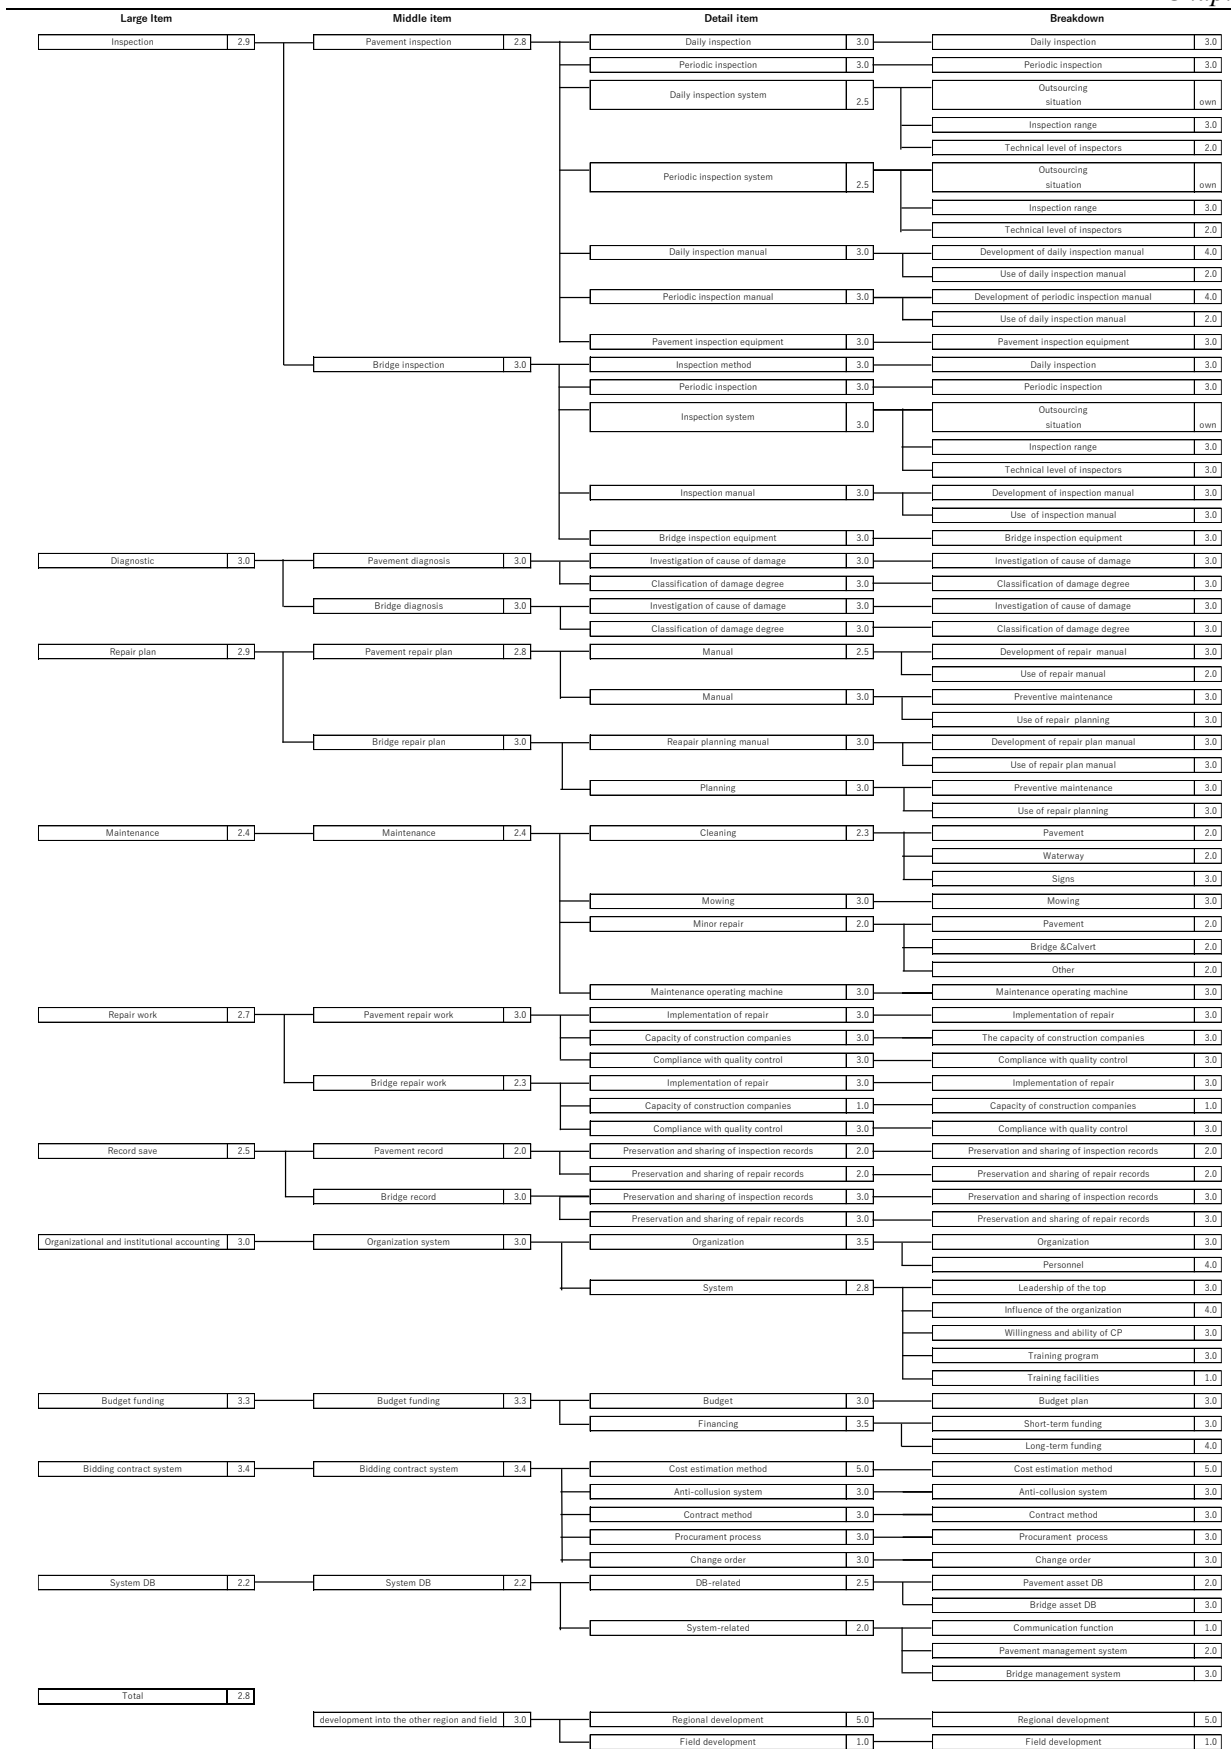 Large Item Middle item Detail item Breakdown
Inspection 2.9 Pavement inspection 2.8 Daily inspection 3.0 Daily inspection 3.0
Periodic inspection 3.0 Periodic inspection 3.0
Daily inspection system 2.5 Outsourcing situation own
Inspection range 3.0
Technical level of inspectors 2.0
Periodic inspection system 2.5 Outsourcing situation own
Inspection range 3.0
Technical level of inspectors 2.0
Daily inspection manual 3.0 Development of daily inspection manual 4.0
Use of daily inspection manual 2.0
Periodic inspection manual 3.0 Development of periodic inspection manual 4.0
Use of daily inspection manual 2.0
Pavement inspection equipment 3.0 Pavement inspection equipment 3.0
Bridge inspection 3.0 Inspection method 3.0 Daily inspection 3.0
Periodic inspection 3.0 Periodic inspection 3.0
Inspection system 3.0 Outsourcing situation own
Inspection range 3.0
Technical level of inspectors 3.0
Inspection manual 3.0 Development of inspection manual 3.0
Use of inspection manual 3.0
Bridge inspection equipment 3.0 Bridge inspection equipment 3.0
Diagnostic 3.0 Pavement diagnosis 3.0 Investigation of cause of damage 3.0 Investigation of cause of damage 3.0
Classification of damage degree 3.0 Classification of damage degree 3.0
Bridge diagnosis 3.0 Investigation of cause of damage 3.0 Investigation of cause of damage 3.0
Classification of damage degree 3.0 Classification of damage degree 3.0
Repair plan 2.9 Pavement repair plan 2.8 Manual 2.5 Development of repair manual 3.0
Use of repair manual 2.0
Manual 3.0 Preventive maintenance 3.0
Use of repair planning 3.0
Bridge repair plan 3.0 Reapair planning manual 3.0 Development of repair plan manual 3.0
Use of repair plan manual 3.0
Planning 3.0 Preventive maintenance 3.0
Use of repair planning 3.0
Maintenance 2.4 Maintenance 2.4 Cleaning 2.3 Pavement 2.0
Waterway 2.0
Signs 3.0
Mowing 3.0 Mowing 3.0
Minor repair 2.0 Pavement 2.0
Bridge &Calvert 2.0
Other 2.0
Maintenance operating machine 3.0 Maintenance operating machine 3.0
Repair work 2.7 Pavement repair work 3.0 Implementation of repair 3.0 Implementation of repair 3.0
Capacity of construction companies 3.0 The capacity of construction companies 3.0
Compliance with quality control 3.0 Compliance with quality control 3.0
Bridge repair work 2.3 Implementation of repair 3.0 Implementation of repair 3.0
Capacity of construction companies 1.0 Capacity of construction companies 1.0
Compliance with quality control 3.0 Compliance with quality control 3.0
Record save 2.5 Pavement record 2.0 Preservation and sharing of inspection records 2.0 Preservation and sharing of inspection records 2.0
Preservation and sharing of repair records 2.0 Preservation and sharing of repair records 2.0
Bridge record 3.0 Preservation and sharing of inspection records 3.0 Preservation and sharing of inspection records 3.0
Preservation and sharing of repair records 3.0 Preservation and sharing of repair records 3.0
Organizational and institutional accounting 3.0 Organization system 3.0 Organization 3.5 Organization 3.0
Personnel 4.0
System 2.8 Leadership of the top 3.0
Influence of the organization 4.0
Willingness and ability of CP 3.0
Training program 3.0
Training facilities 1.0
Budget funding 3.3 Budget funding 3.3 Budget 3.0 Budget plan 3.0
Financing 3.5 Short-term funding 3.0
Long-term funding 4.0
Bidding contract system 3.4 Bidding contract system 3.4 Cost estimation method 5.0 Cost estimation method 5.0
Anti-collusion system 3.0 Anti-collusion system 3.0
Contract method 3.0 Contract method 3.0
Procurament process 3.0 Procurament process 3.0
Change order 3.0 Change order 3.0
System DB 2.2 System DB 2.2 DB-related 2.5 Pavement asset DB 2.0
Bridge asset DB 3.0
System-related 2.0 Communication function 1.0
Pavement management system 2.0
Bridge management system 3.0
Total 2.8
development into the other region and field 3.0 Regional development 5.0 Regional development 5.0
Field development 1.0 Field development 1.0